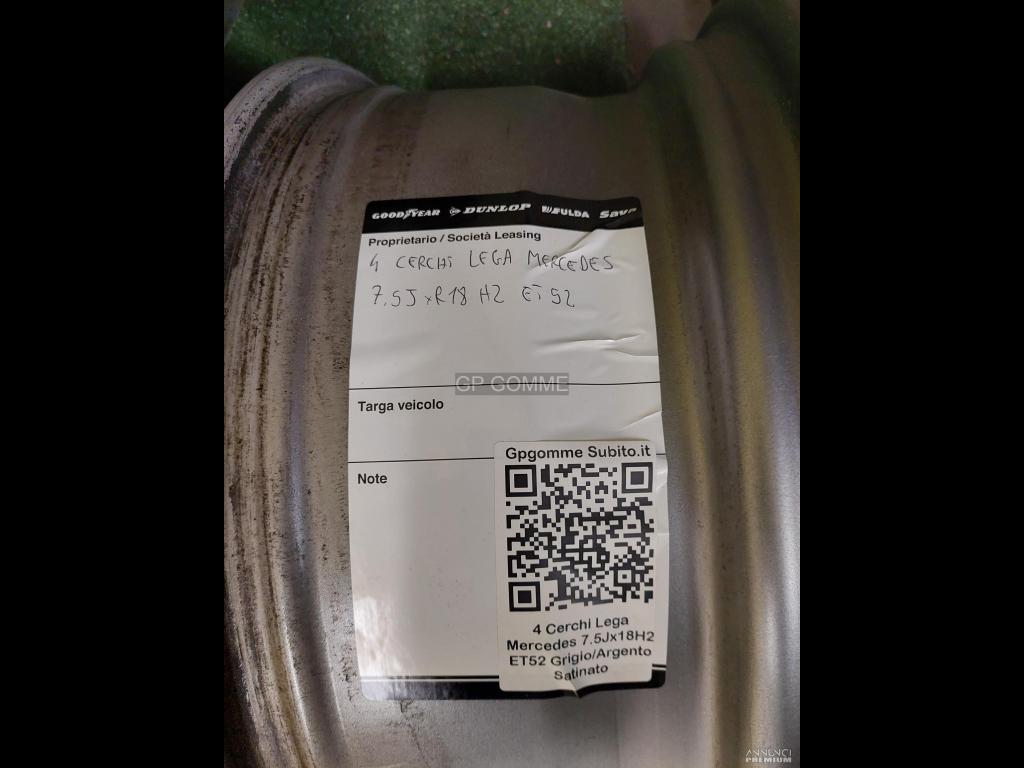 GOODYEAR DUNLOP FULDA Sava
Proprietario / Società Leasing
4 CERCHI LEGA MERCEDES
7.5J x R18 H2 ET 52
GP GOMME
Targa veicolo
Note
Gpgomme Subito.it
4 Cerchi Lega
Mercedes 7.5Jx18H2
ET52 Grigio/Argento
Satinato
ANNUNCI
PREMIUM